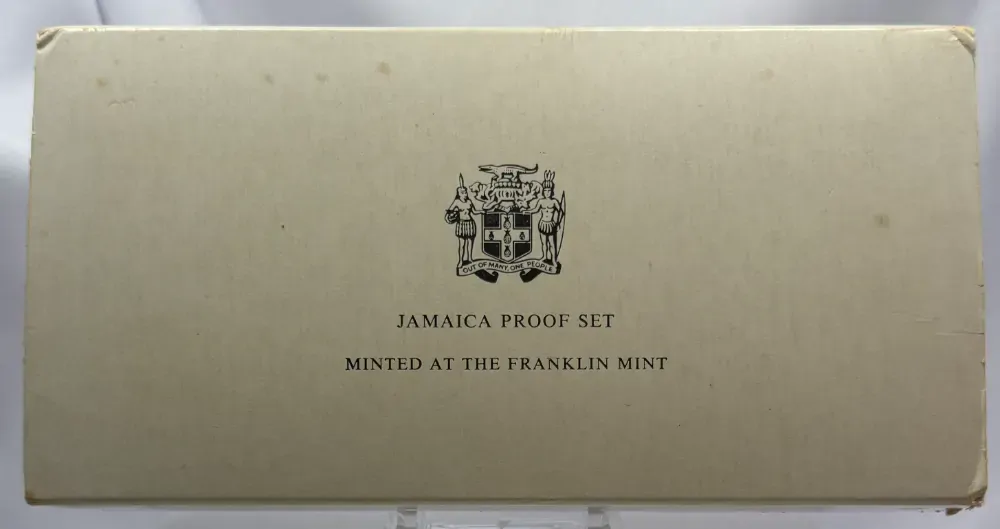 OUT OF MANY, ONE PEOPLE
JAMAICA PROOF SET
MINTED AT THE FRANKLIN MINT